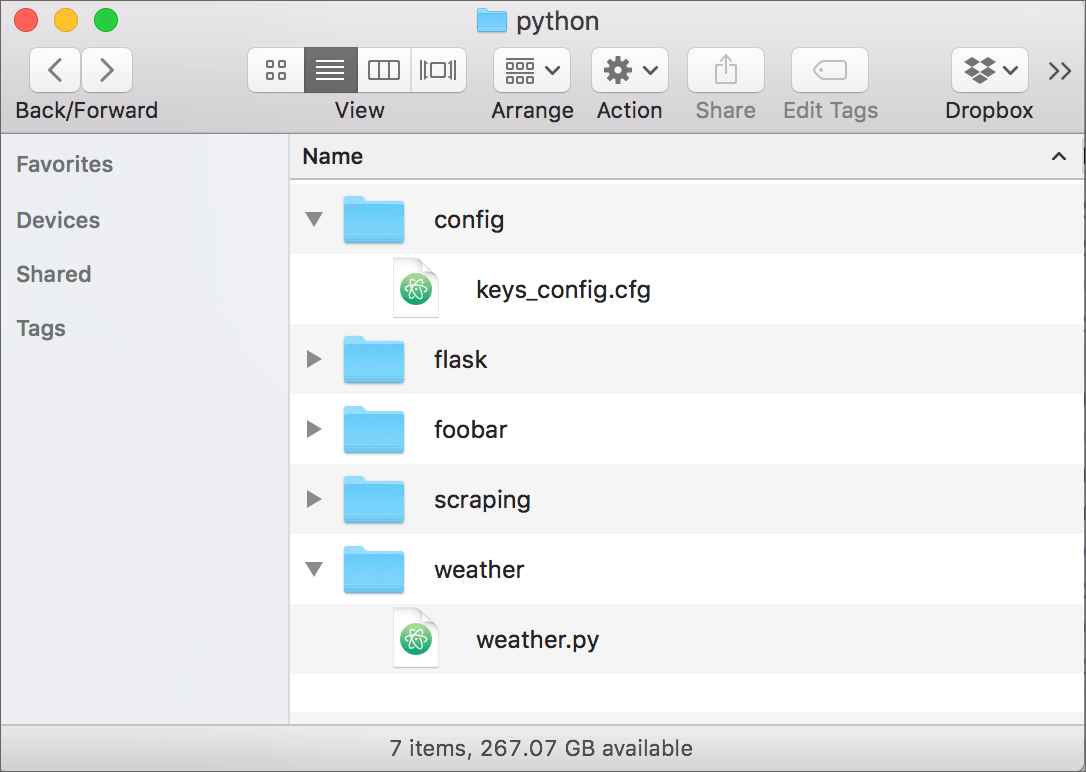 python
Back/Forward View Arrange Action Share Edit Tags Dropbox
Favorites
Devices
Shared
Tags
Name
config
keys_config.cfg
flask
foobar
scraping
weather
weather.py
7 items, 267.07 GB available